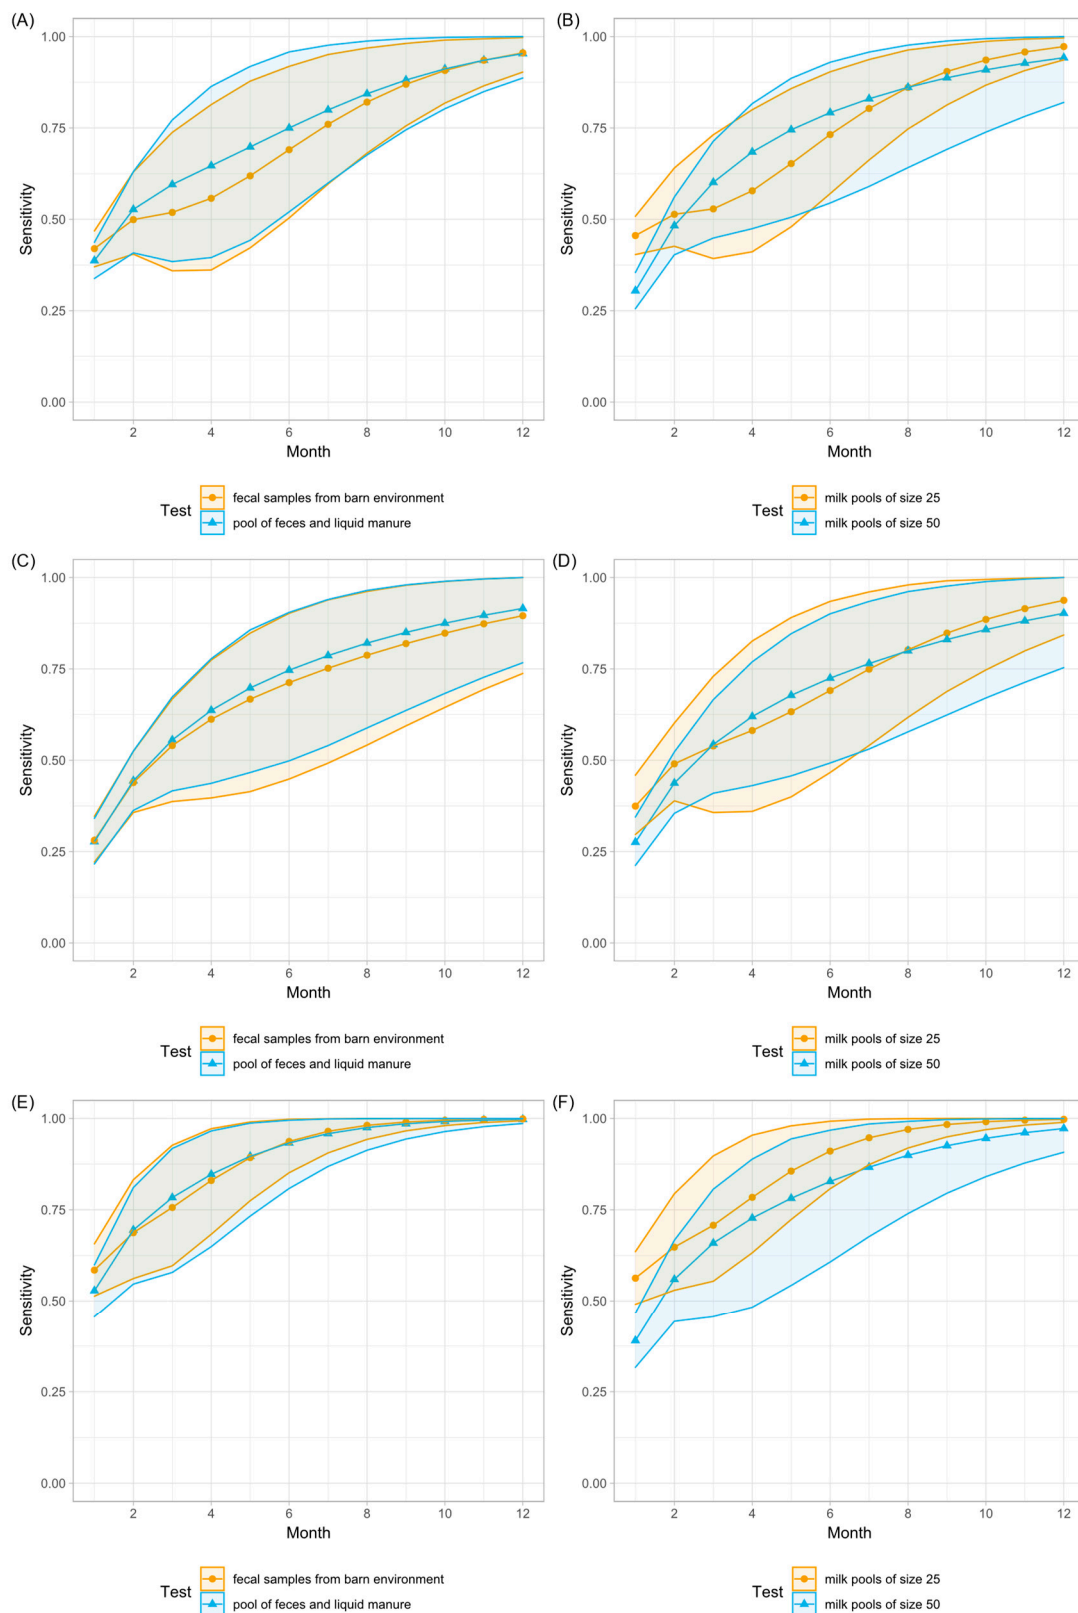 (A)
1.00
0.75
0.50
0.25
0.00
Sensitivity
2 4 6 8 10 12
Month
Test
fecal samples from barn environment
pool of feces and liquid manure
(B)
1.00
0.75
0.50
0.25
0.00
Sensitivity
2 4 6 8 10 12
Month
Test
milk pools of size 25
milk pools of size 50
(C)
1.00
0.75
0.50
0.25
0.00
Sensitivity
2 4 6 8 10 12
Month
Test
fecal samples from barn environment
pool of feces and liquid manure
(D)
1.00
0.75
0.50
0.25
0.00
Sensitivity
2 4 6 8 10 12
Month
Test
milk pools of size 25
milk pools of size 50
(E)
1.00
0.75
0.50
0.25
0.00
Sensitivity
2 4 6 8 10 12
Month
Test
fecal samples from barn environment
pool of feces and liquid manure
(F)
1.00
0.75
0.50
0.25
0.00
Sensitivity
2 4 6 8 10 12
Month
Test
milk pools of size 25
milk pools of size 50